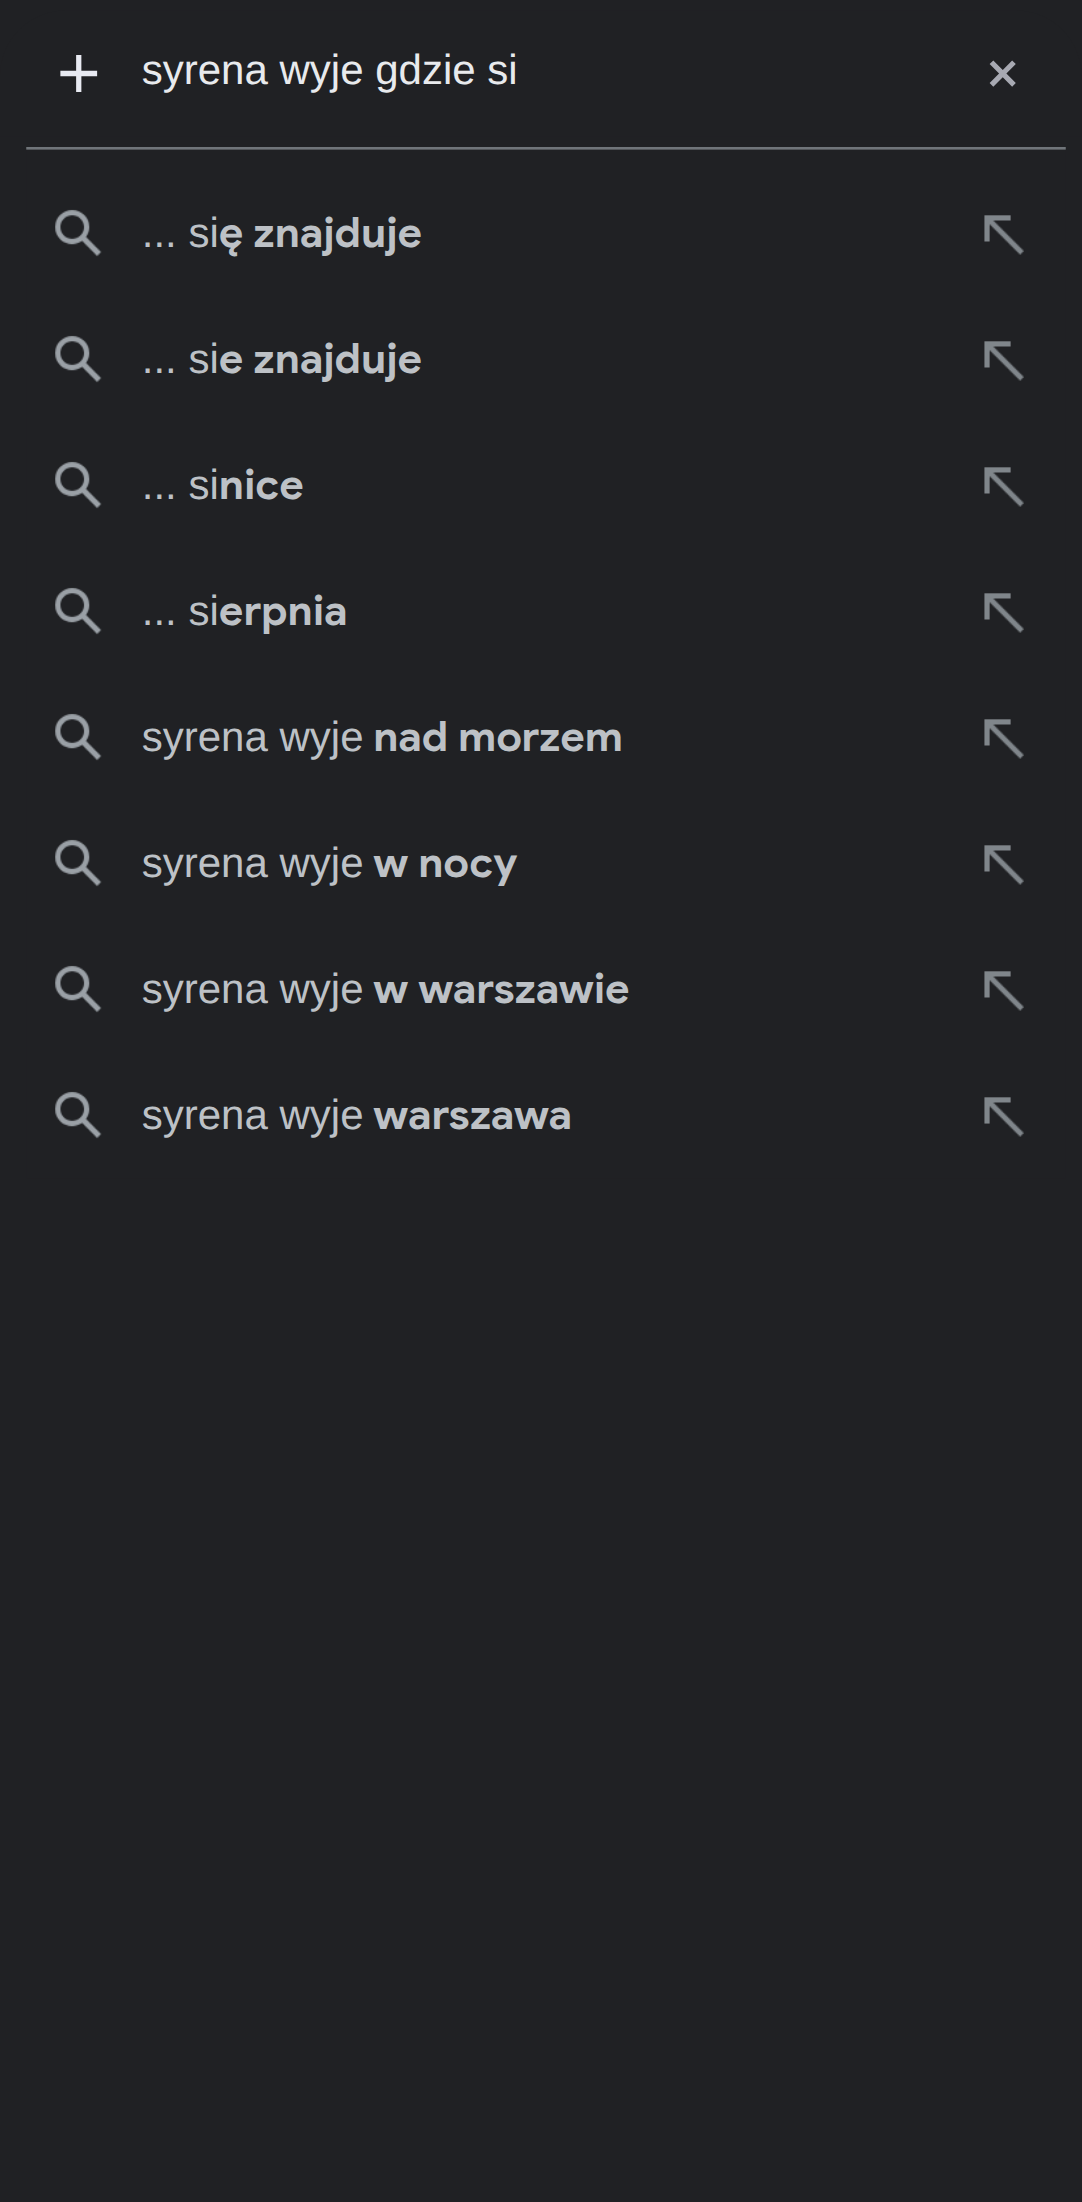 syrena wyje gdzie si
... się znajduje
... sie znajduje
... sinice
... sierpnia
syrena wyje nad morzem
syrena wyje w nocy
syrena wyje w warszawie
syrena wyje warszawa